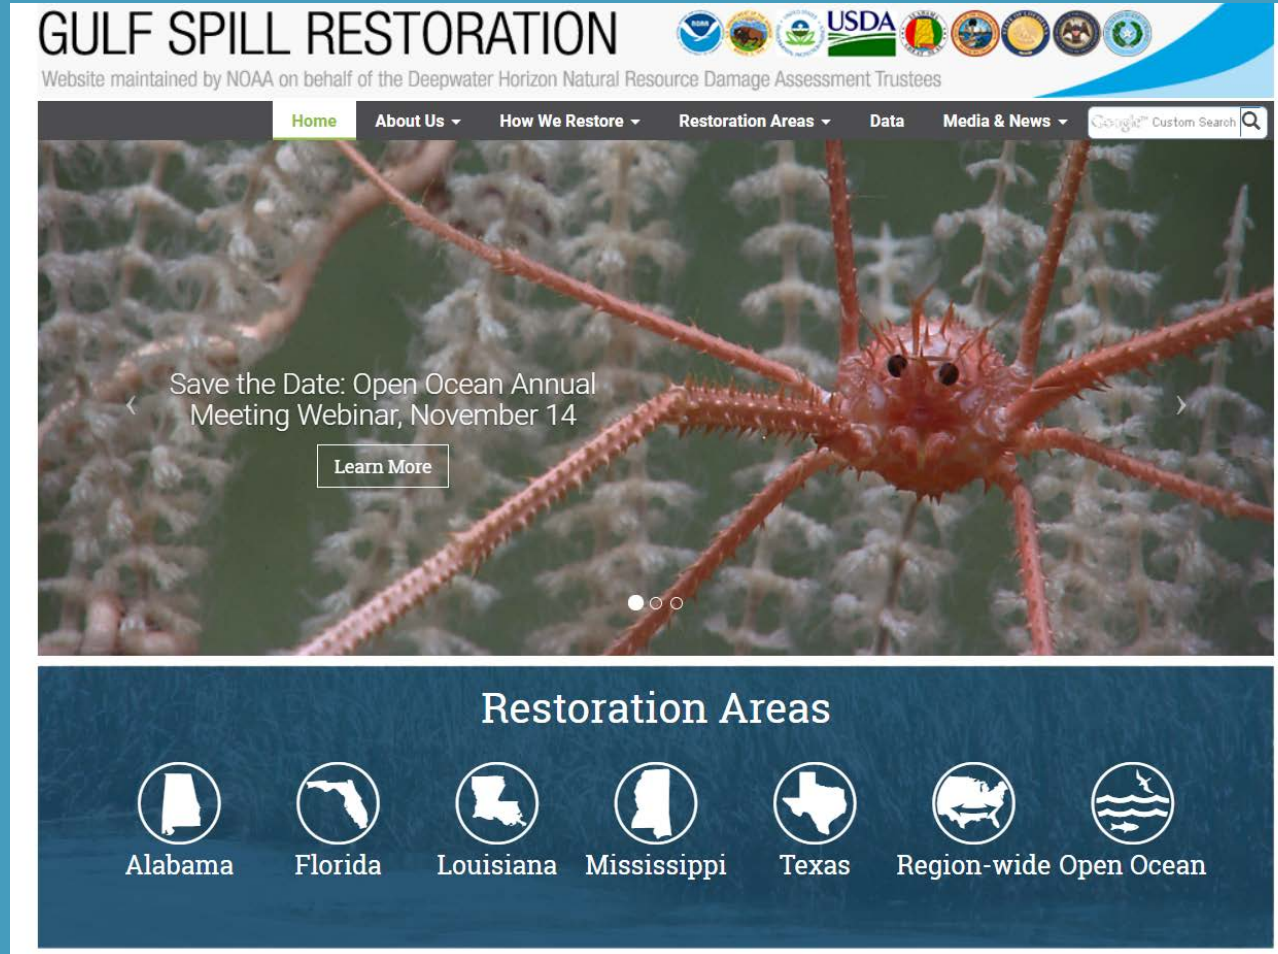 GULF SPILL RESTORATION
NOAA
USDA
Website maintained by NOAA on behalf of the Deepwater Horizon Natural Resource Damage Assessment Trustees
Home About Us How We Restore Restoration Areas Data Media & News Google™ Custom Search
Save the Date: Open Ocean Annual
Meeting Webinar, November 14
Learn More
Restoration Areas
Alabama Florida Louisiana Mississippi Texas Region-wide Open Ocean